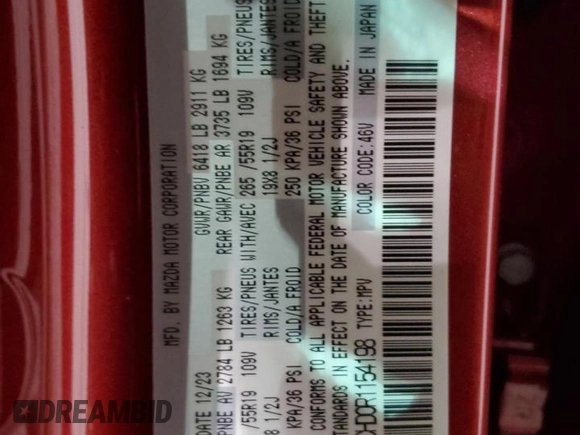 MFD. BY MAZDA MOTOR CORPORATION
DATE 12/23 GVWR/PNBV 6418 LB 2911 KG
PNBE AV 2784 LB 1263 KG REAR GAWR/PNBE AR 3735 LB 1694 KG
/55R19 109V TIRES/PNEUS WITH/AVEC 265 /55R19 109V TIRES/PNEUS
8 1/2J RIMS/JANTES 19X8 1/2J RIMS/JANTES
KPA/36 PSI COLD/A FROID 250 KPA/36 PSI COLD/A FROID
CONFORMS TO ALL APPLICABLE FEDERAL MOTOR VEHICLE SAFETY AND THEFT
STANDARDS IN EFFECT ON THE DATE OF MANUFACTURE SHOWN ABOVE.
HD0R1154198 TYPE:MPV COLOR CODE:46V MADE IN JAPAN
DREAMBID